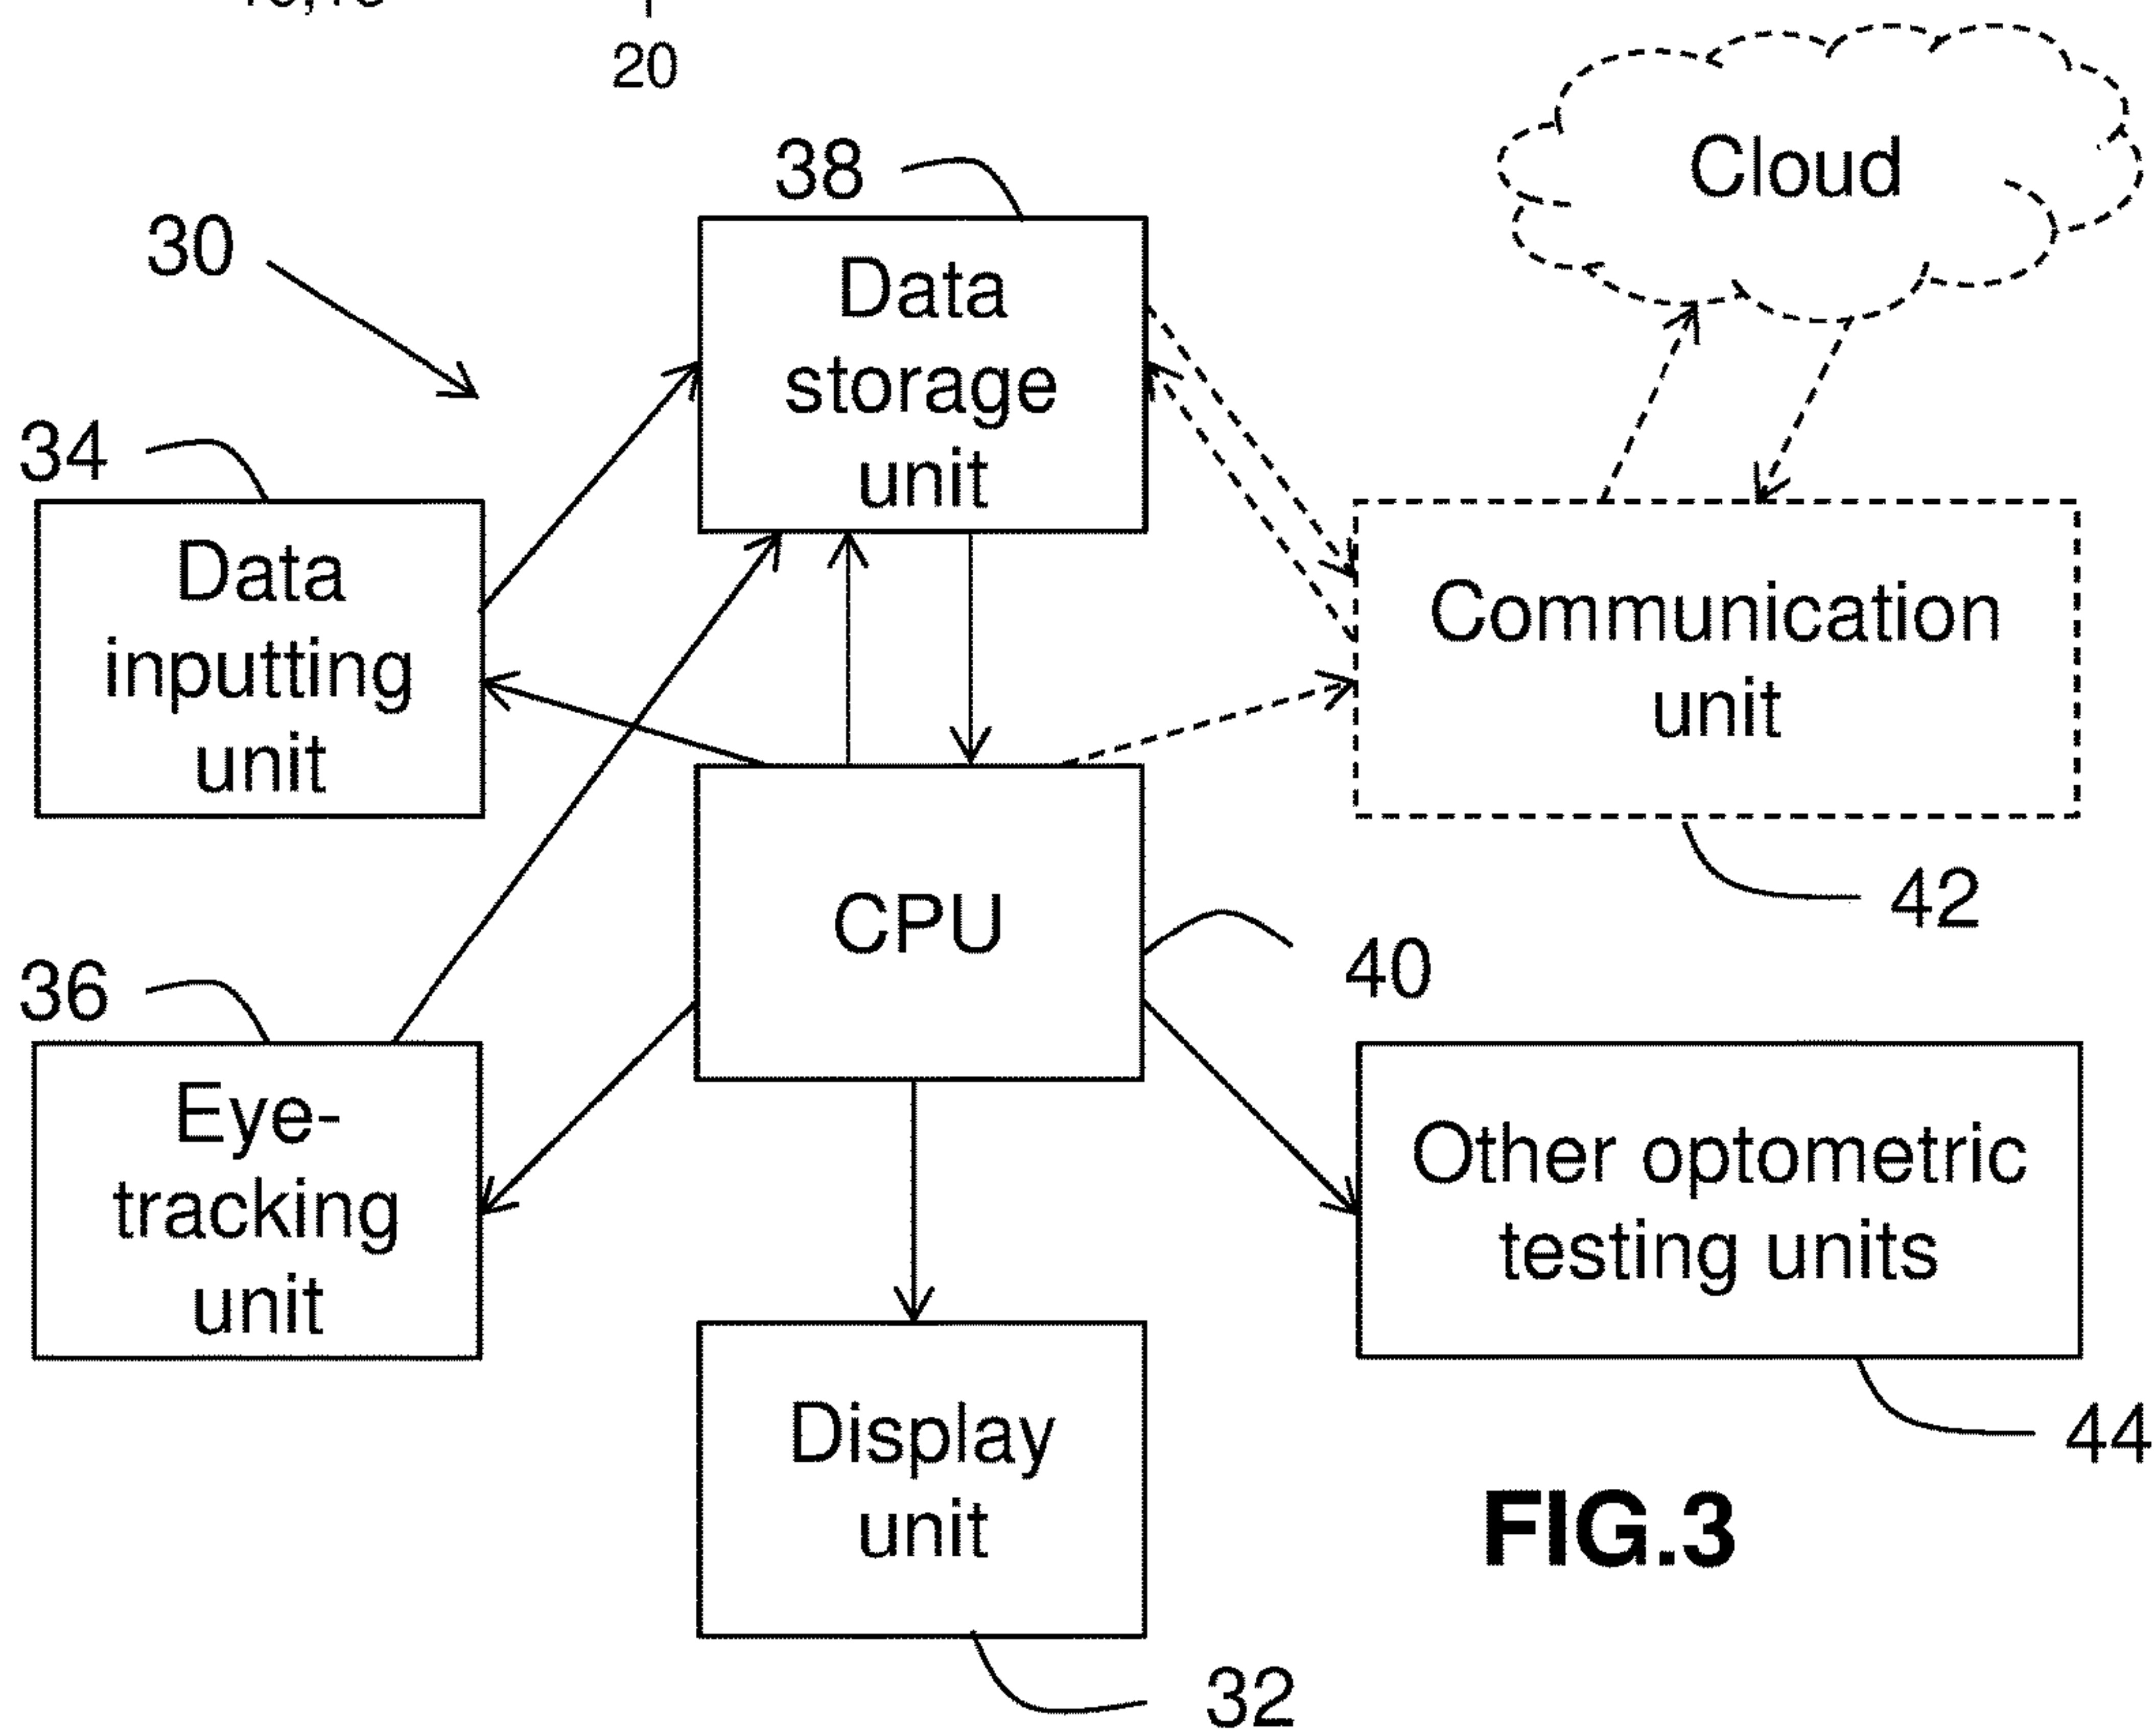 20
38
Cloud
30
Data
storage
unit
34
Data
inputting
unit
Communication
unit
42
CPU
40
36
Eye-
tracking
unit
Other optometric
testing units
44
Display
unit
FIG.3
32